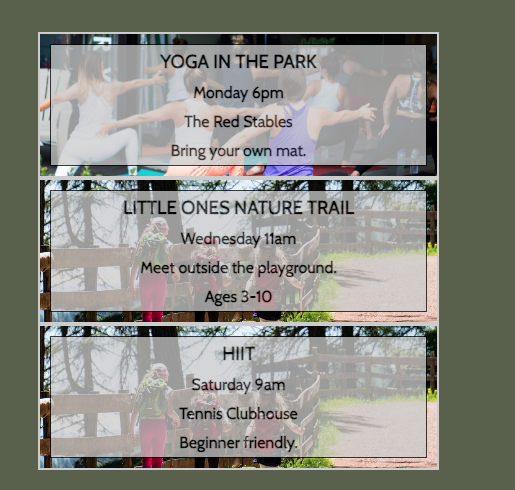 YOGA IN THE PARK
Monday 6pm
The Red Stables
Bring your own mat.
LITTLE ONES NATURE TRAIL
Wednesday 11am
Meet outside the playground.
Ages 3-10
HIIT
Saturday 9am
Tennis Clubhouse
Beginner friendly.